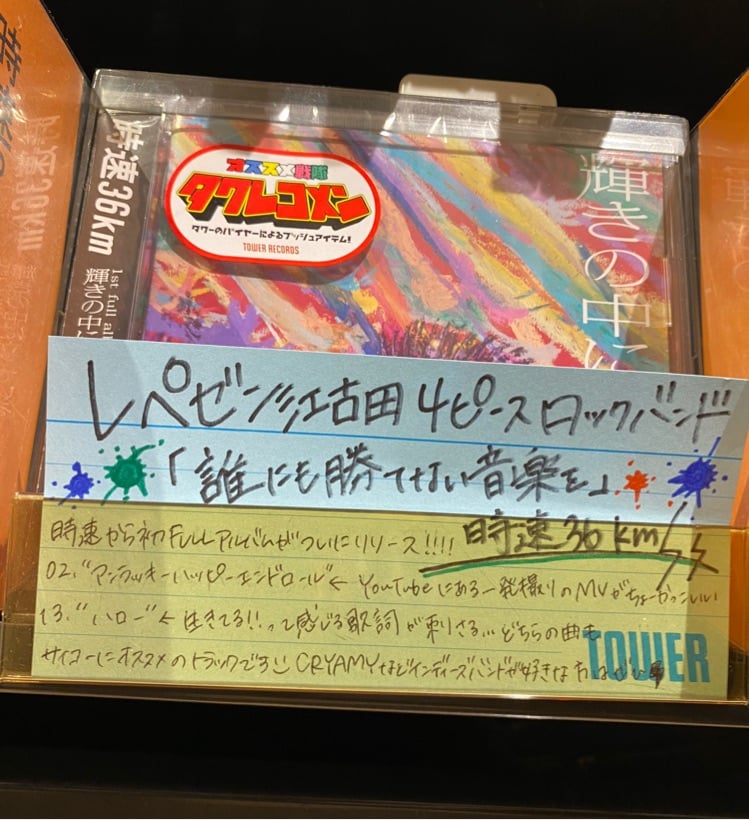 時速36km
1st full al
輝きの中に
オススメ戦隊
タワレコメン
タワーのバイヤーによるプッシュアイテム!
TOWER RECORDS
輝きの中に
レペゼン江古田4ピースロックバンド
「誰にも勝てない音楽を」
時速36km
時速から初FULLアルバムがついにリリース!!!!
02."アンラッキーハッピーエンドロール"← YouTubeにある一発撮りのMVがちょーかっこいい
13."ハロー"← 生きてる!!って感じる歌詞が刺さる... どちらの曲も
サイコーにオススメのトラックです CRYAMYなどインディーズバンドが好きな方はぜひ
TOWER